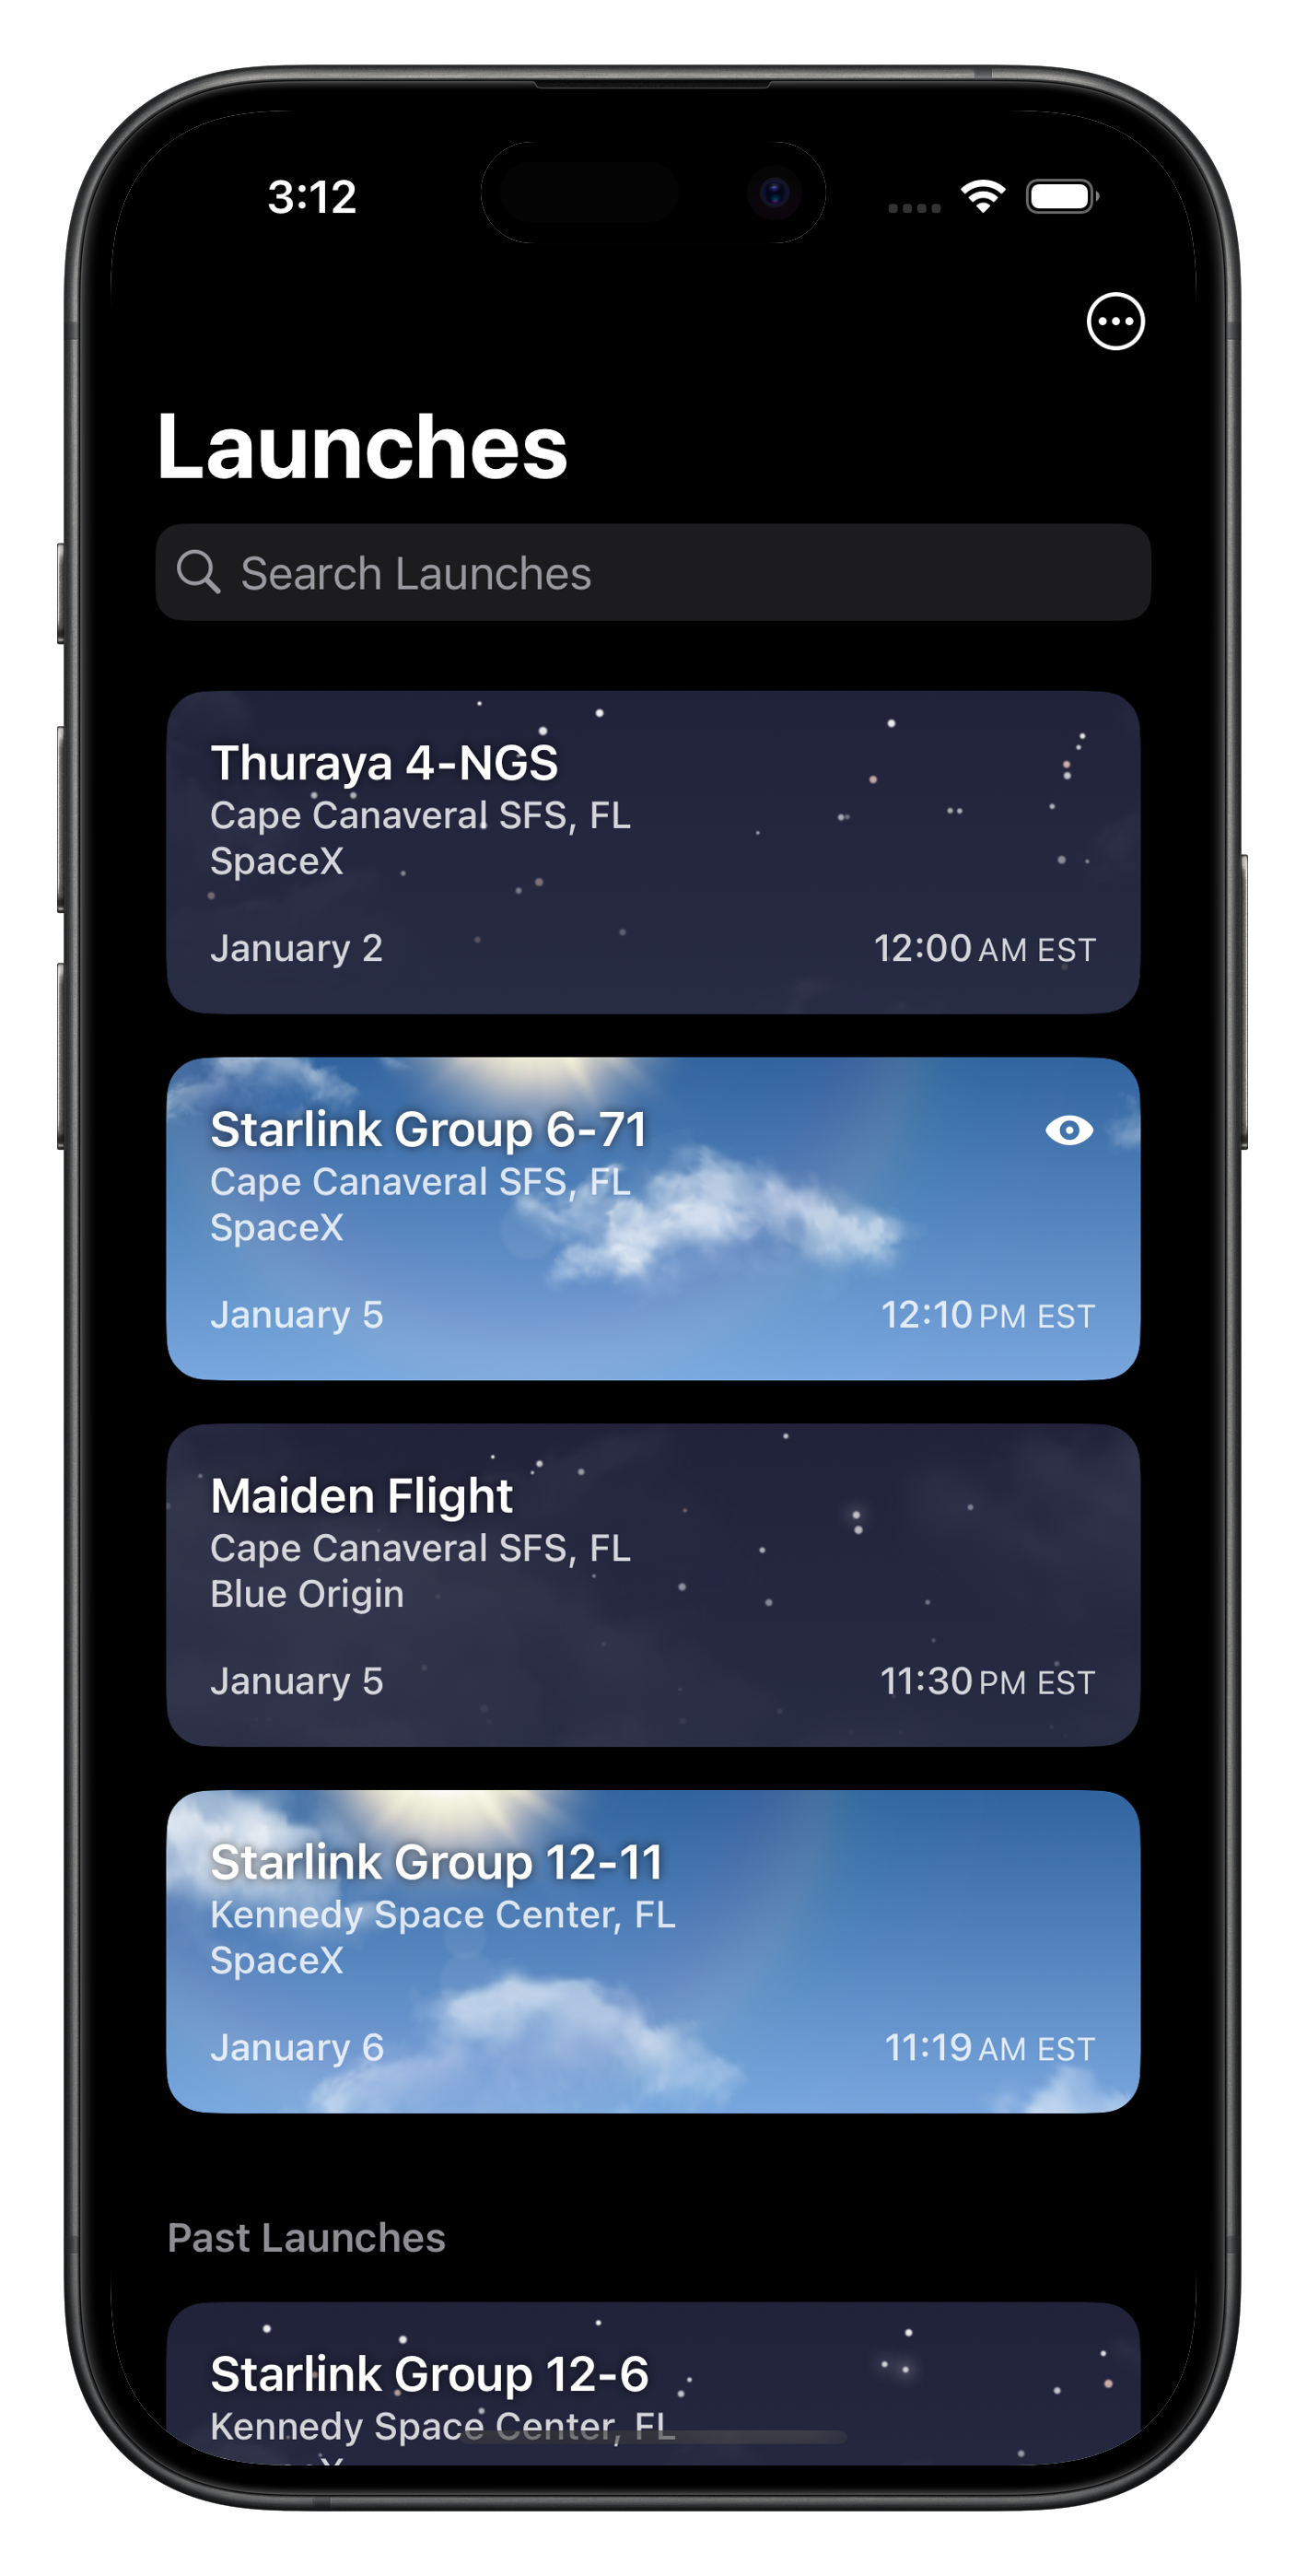 3:12
Launches
Search Launches
Thuraya 4-NGS
Cape Canaveral SFS, FL
SpaceX
January 2 12:00 AM EST
Starlink Group 6-71
Cape Canaveral SFS, FL
SpaceX
January 5 12:10 PM EST
Maiden Flight
Cape Canaveral SFS, FL
Blue Origin
January 5 11:30 PM EST
Starlink Group 12-11
Kennedy Space Center, FL
SpaceX
January 6 11:19 AM EST
Past Launches
Starlink Group 12-6
Kennedy Space Center, FL